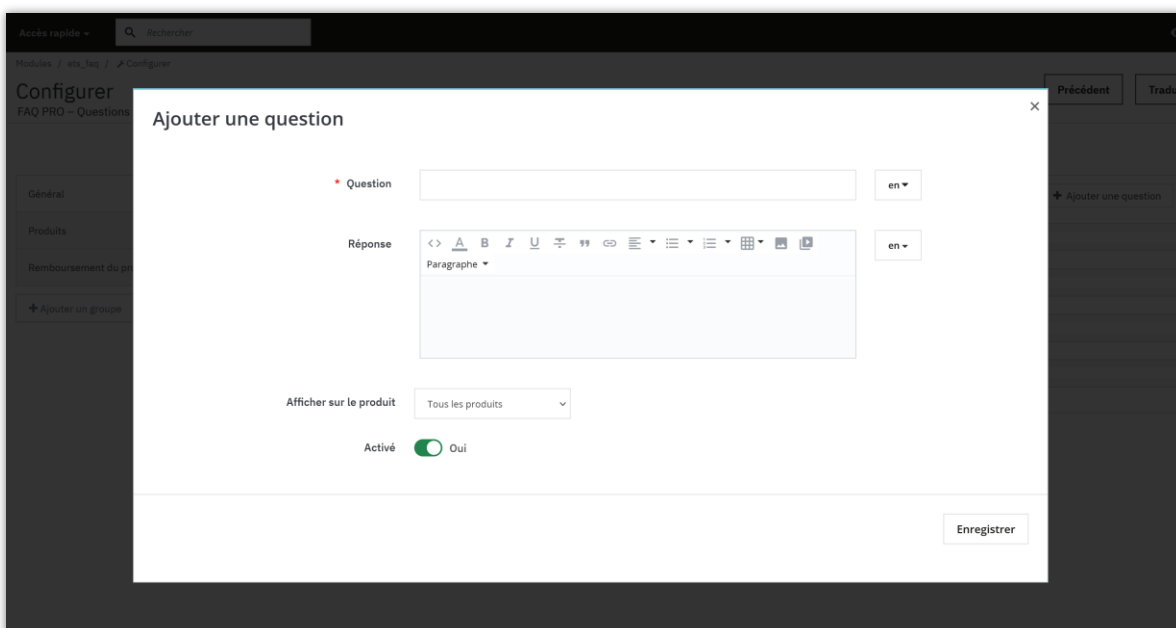 Accès rapide
Rechercher
Modules / ets_faq / Configurer
Configurer
FAQ PRO – Questions
Précédent
Ajouter une question
×
* Question
en
Général
+ Ajouter une question
Produits
Réponse
B I U
en
Paragraphe
Remboursement du
+ Ajouter un groupe
Afficher sur le produit
Tous les produits
Activé
Oui
Enregistrer